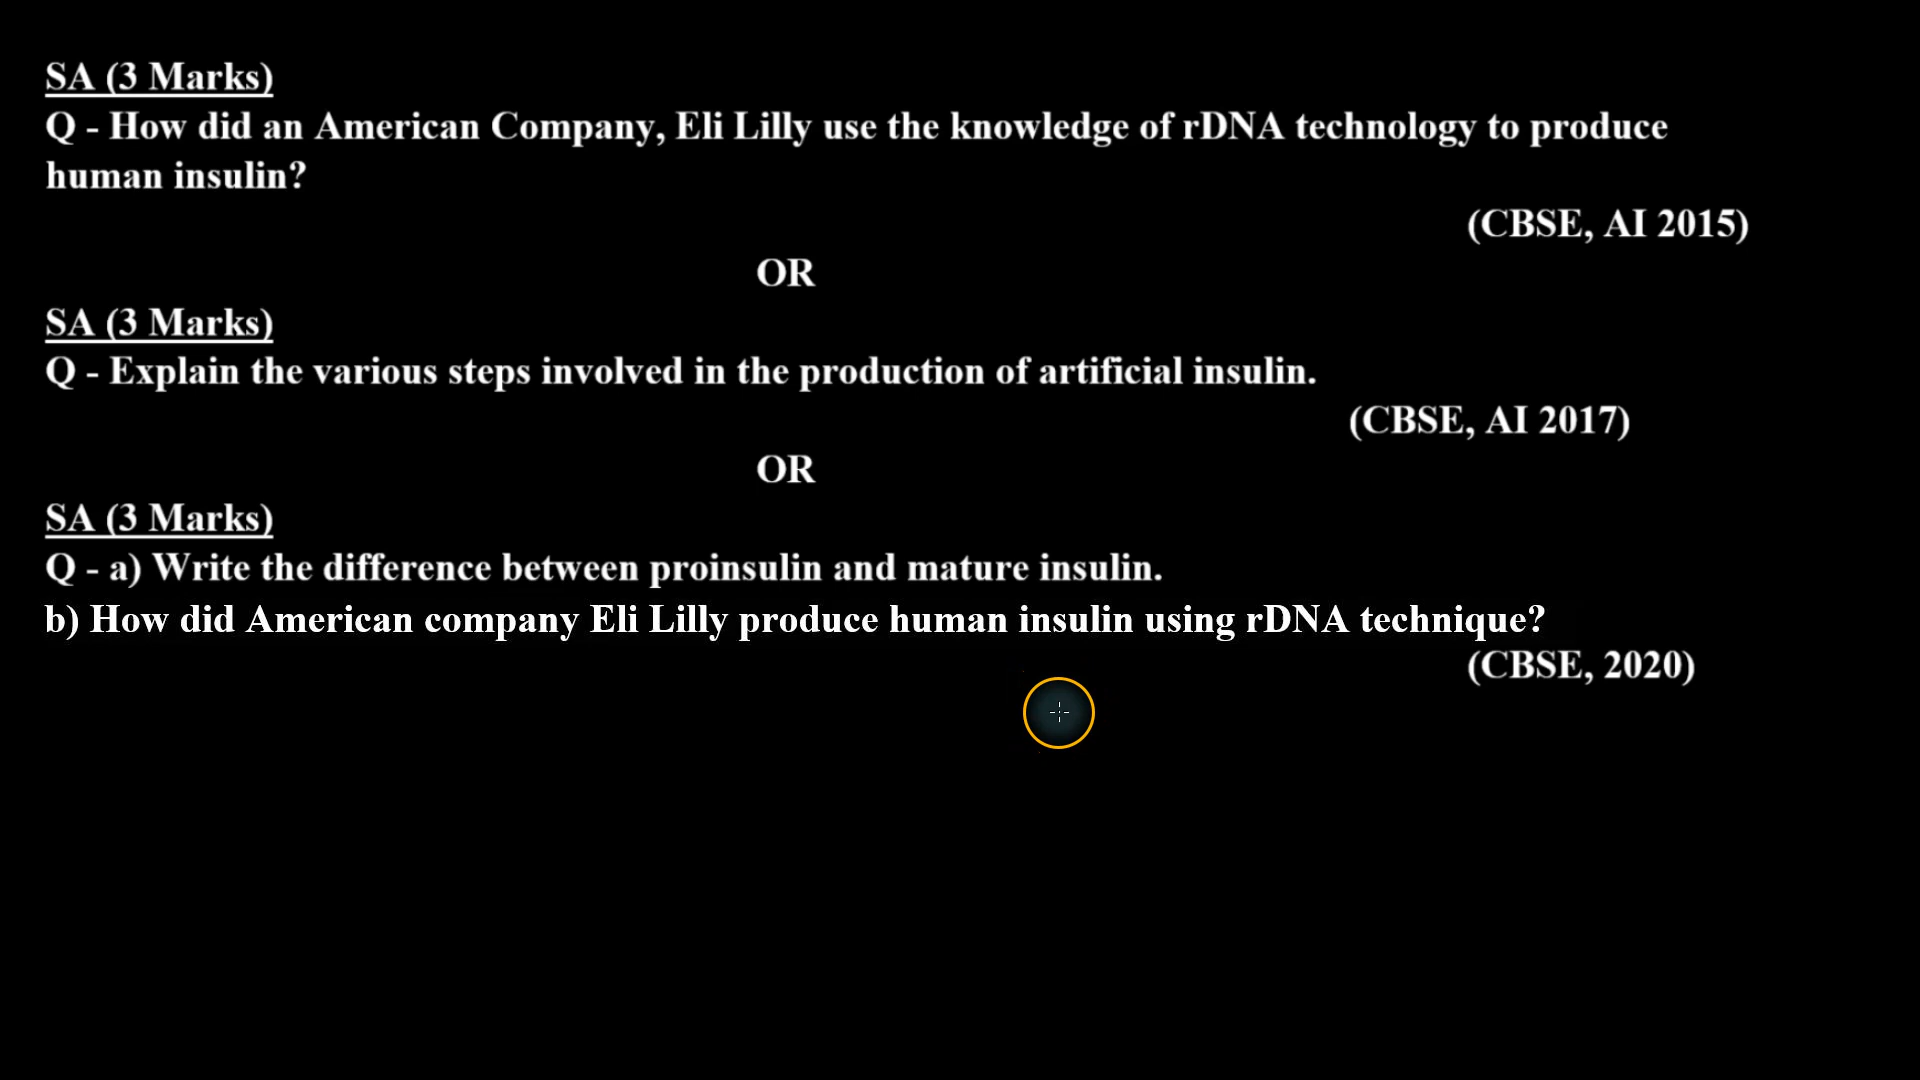 SA (3 Marks)
Q - How did an American Company, Eli Lilly use the knowledge of rDNA technology to produce
human insulin?
(CBSE, AI 2015)
OR
SA (3 Marks)
Q - Explain the various steps involved in the production of artificial insulin.
(CBSE, AI 2017)
OR
SA (3 Marks)
Q - a) Write the difference between proinsulin and mature insulin.
b) How did American company Eli Lilly produce human insulin using rDNA technique?
(CBSE, 2020)